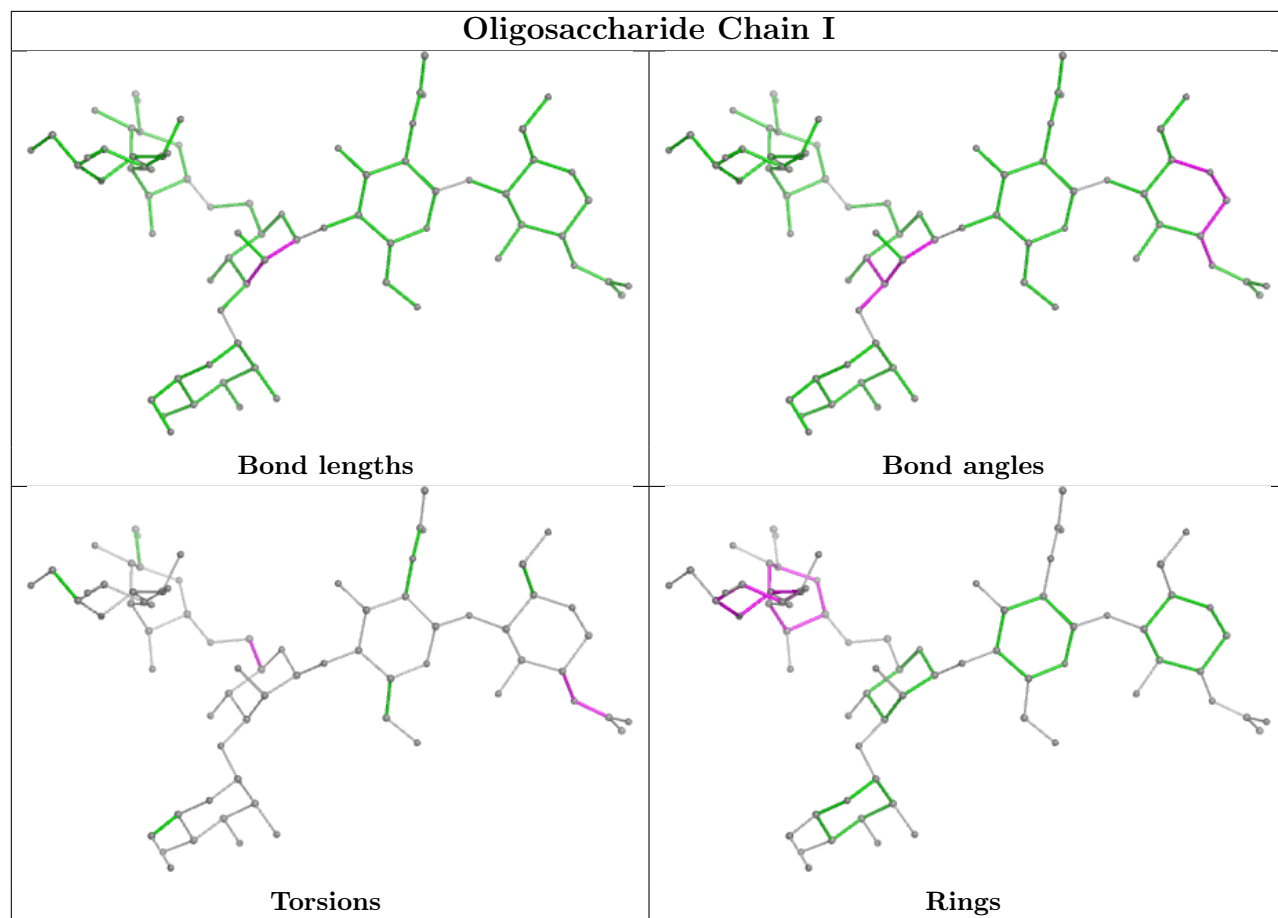 Oligosaccharide Chain I
Bond lengths
Bond angles
Torsions
Rings